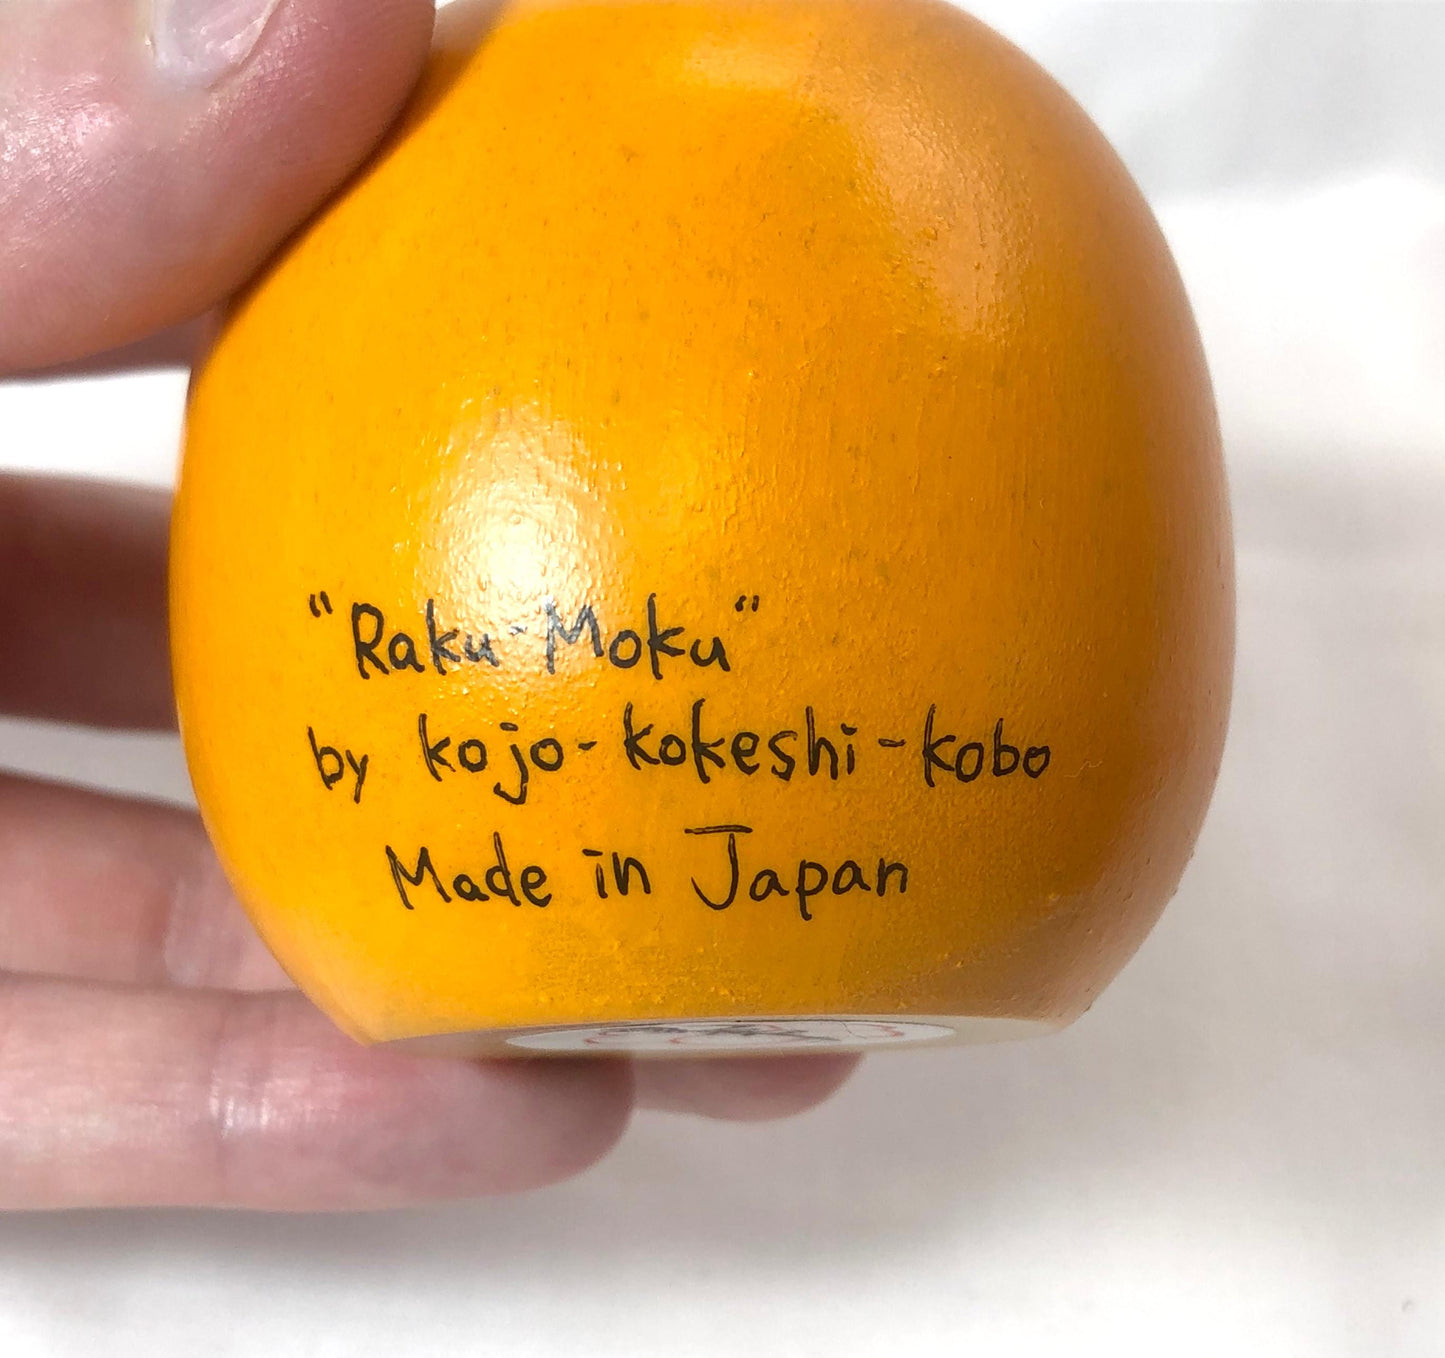 "Raku-Moku"
by kojo-kokeshi-kobo
Made in Japan